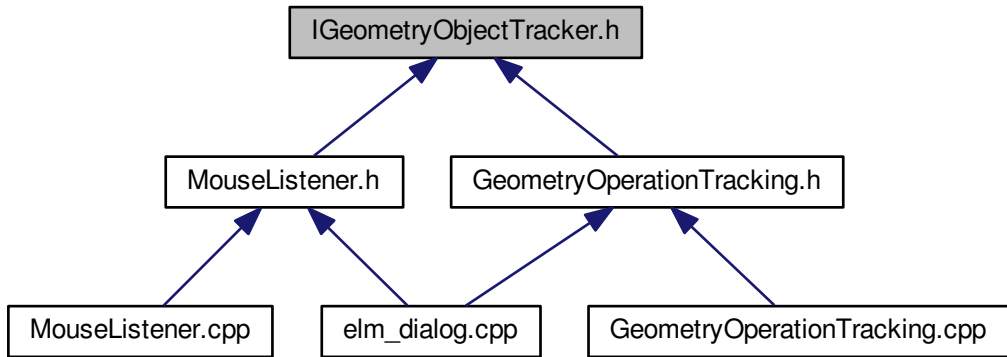 IGeometryObjectTracker.h
MouseListener.h
GeometryOperationTracking.h
MouseListener.cpp
elm_dialog.cpp
GeometryOperationTracking.cpp